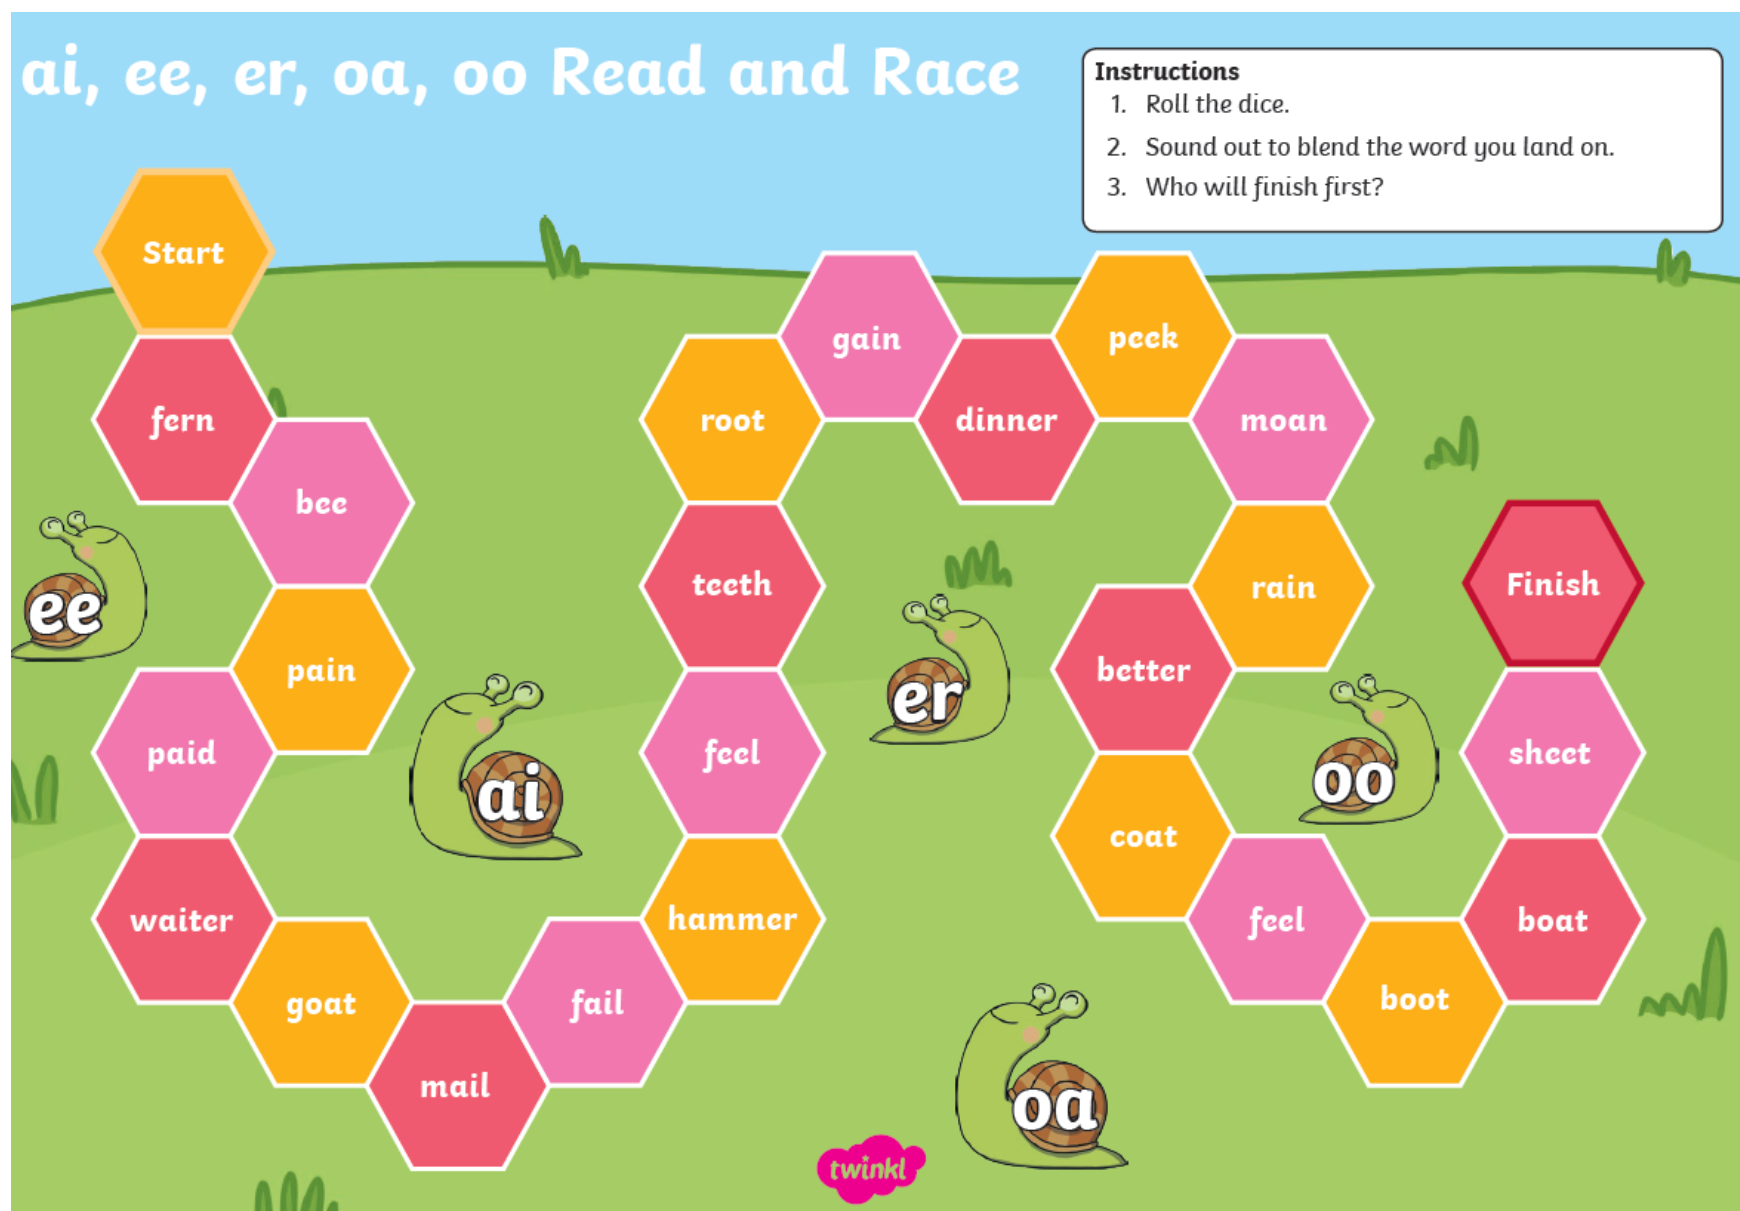 ai, ee, er, oa, oo Read and Race
Instructions
1. Roll the dice.
2. Sound out to blend the word you land on.
3. Who will finish first?
Start
fern
bee
pain
paid
waiter
goat
mail
fail
hammer
feel
teeth
root
gain
dinner
peek
moan
rain
better
coat
feel
boot
boat
sheet
Finish
ee
ai
er
oo
oa
twinkl